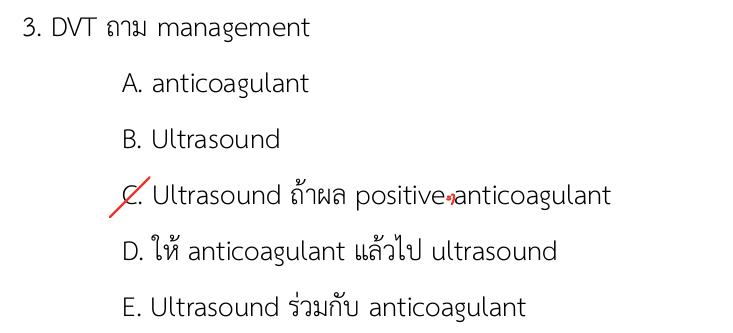 3. DVT ถาม management
A. anticoagulant
B. Ultrasound
C. Ultrasound ถ้าผล positive anticoagulant
D. ให้ anticoagulant แล้วไป ultrasound
E. Ultrasound ร่วมกับ anticoagulant